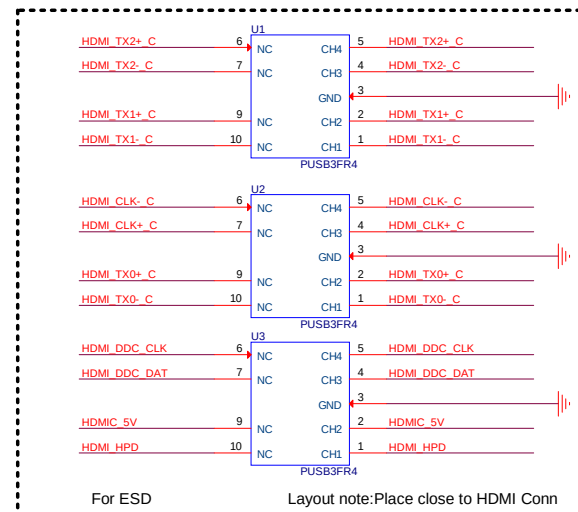 U1
HDMI_TX2+_C 6 NC CH4 5 HDMI_TX2+_C
HDMI_TX2-_C 7 NC CH3 4 HDMI_TX2-_C
GND 3
HDMI_TX1+_C 9 NC CH2 2 HDMI_TX1+_C
HDMI_TX1-_C 10 NC CH1 1 HDMI_TX1-_C
PUSB3FR4
U2
HDMI_CLK-_C 6 NC CH4 5 HDMI_CLK-_C
HDMI_CLK+_C 7 NC CH3 4 HDMI_CLK+_C
GND 3
HDMI_TX0+_C 9 NC CH2 2 HDMI_TX0+_C
HDMI_TX0-_C 10 NC CH1 1 HDMI_TX0-_C
PUSB3FR4
U3
HDMI_DDC_CLK 6 NC CH4 5 HDMI_DDC_CLK
HDMI_DDC_DAT 7 NC CH3 4 HDMI_DDC_DAT
GND 3
HDMIC_5V 9 NC CH2 2 HDMIC_5V
HDMI_HPD 10 NC CH1 1 HDMI_HPD
PUSB3FR4
For ESD Layout note:Place close to HDMI Conn